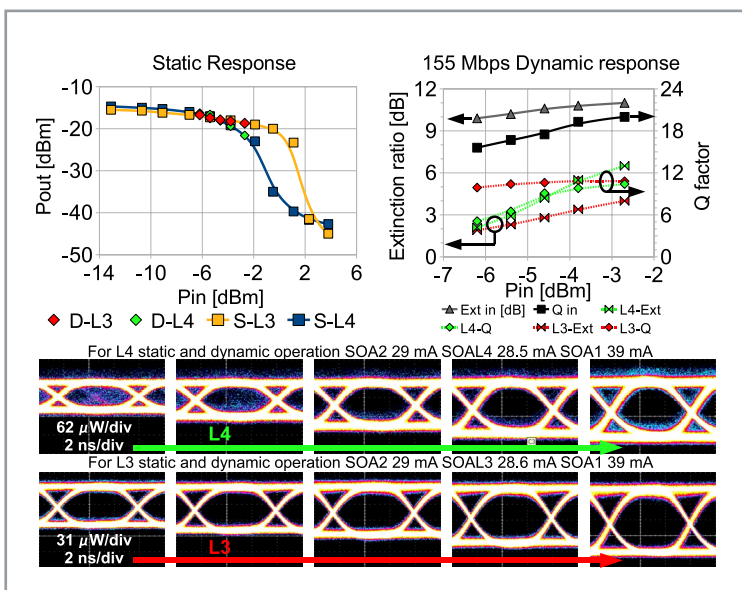 Static Response
Pout [dBm]
-10
-20
-30
-40
-50
-14 -10 -6 -2 2 6
Pin [dBm]
D-L3 D-L4 S-L3 S-L4
155 Mbps Dynamic response
Extinction ratio [dB]
12
9
6
3
0
24
18
12
6
0
Q factor
-7 -6 -5 -4 -3 -2
Pin [dBm]
Ext in [dB] Q in L4-Ext
L4-Q L3-Ext L3-Q
For L4 static and dynamic operation SOA2 29 mA SOAL4 28.5 mA SOA1 39 mA
62 µW/div
2 ns/div
L4
For L3 static and dynamic operation SOA2 29 mA SOAL3 28.6 mA SOA1 39 mA
31 µW/div
2 ns/div
L3